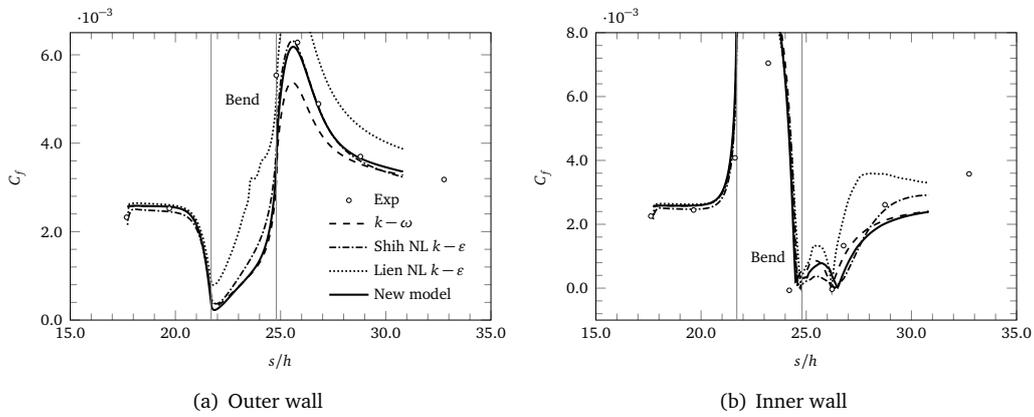 ·10⁻³
6.0
4.0
2.0
0.0
C_f
Bend
Exp
k − ω
Shih NL k − ε
Lien NL k − ε
New model
15.0 20.0 25.0 30.0 35.0
s/h
(a) Outer wall
·10⁻³
8.0
6.0
4.0
2.0
0.0
C_f
Bend
15.0 20.0 25.0 30.0 35.0
s/h
(b) Inner wall